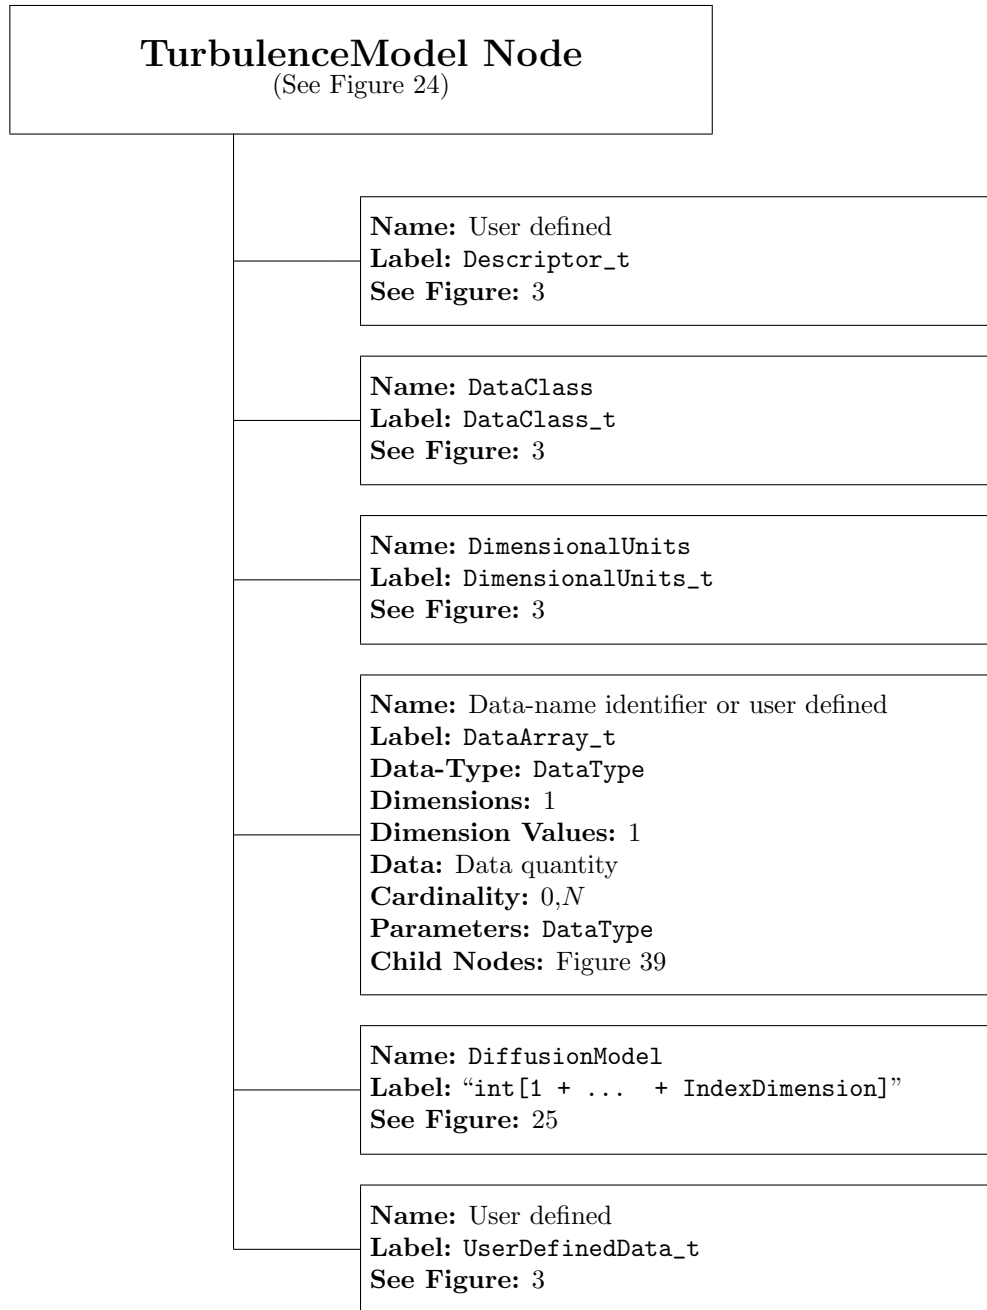 TurbulenceModel Node
(See Figure 24)
Name: User defined
Label: Descriptor_t
See Figure: 3
Name: DataClass
Label: DataClass_t
See Figure: 3
Name: DimensionalUnits
Label: DimensionalUnits_t
See Figure: 3
Name: Data-name identifier or user defined
Label: DataArray_t
Data-Type: DataType
Dimensions: 1
Dimension Values: 1
Data: Data quantity
Cardinality: 0,N
Parameters: DataType
Child Nodes: Figure 39
Name: DiffusionModel
Label: “int[1 + ... + IndexDimension]”
See Figure: 25
Name: User defined
Label: UserDefinedData_t
See Figure: 3